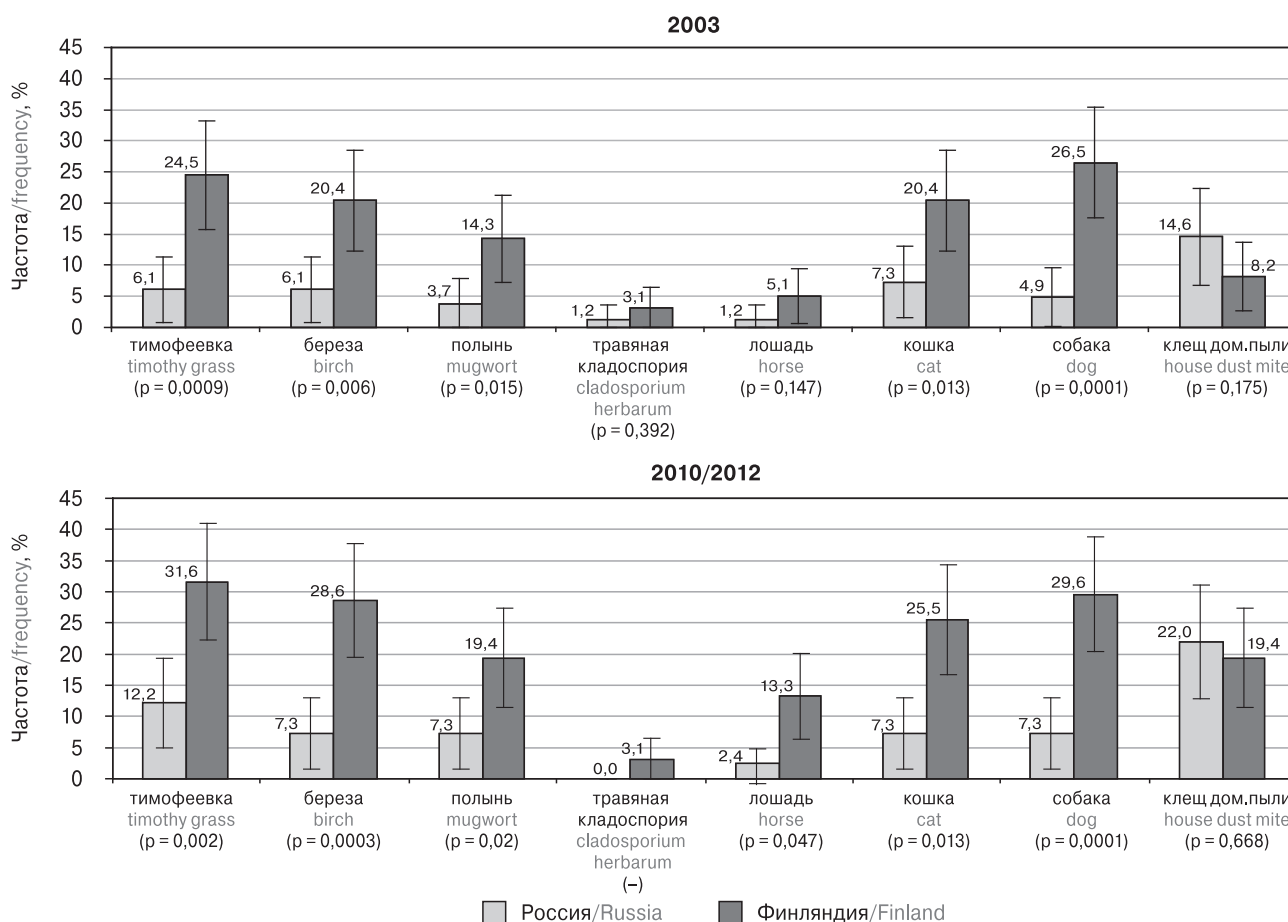 2003
Частота/frequency, %
45
40
35
30
25
20
15
10
5
0
6,1
24,5
6,1
20,4
3,7
14,3
1,2
3,1
1,2
5,1
7,3
20,4
4,9
26,5
14,6
8,2
тимофеевка
timothy grass
(p = 0,0009)
береза
birch
(p = 0,006)
полынь
mugwort
(p = 0,015)
травяная
кладоспория
cladosporium
herbarum
(p = 0,392)
лошадь
horse
(p = 0,147)
кошка
cat
(p = 0,013)
собака
dog
(p = 0,0001)
клещ дом.пыли
house dust mite
(p = 0,175)
2010/2012
Частота/frequency, %
45
40
35
30
25
20
15
10
5
0
12,2
31,6
7,3
28,6
7,3
19,4
0,0
3,1
2,4
13,3
7,3
25,5
7,3
29,6
22,0
19,4
тимофеевка
timothy grass
(p = 0,002)
береза
birch
(p = 0,0003)
полынь
mugwort
(p = 0,02)
травяная
кладоспория
cladosporium
herbarum
(–)
лошадь
horse
(p = 0,047)
кошка
cat
(p = 0,013)
собака
dog
(p = 0,0001)
клещ дом.пыли
house dust mite
(p = 0,668)
Россия/Russia
Финляндия/Finland